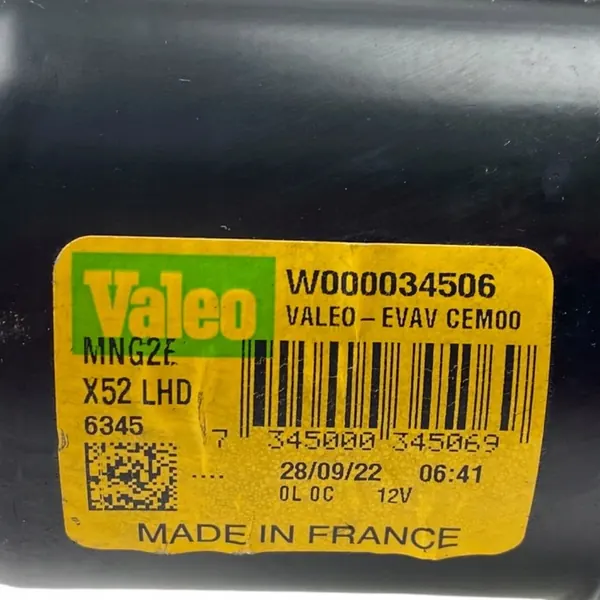 Valeo
W000034506
VALEO-EVAV CEM00
MNG2E
X52 LHD
6345
7 345000 345069
28/09/22 06:41
0L 0C 12V
MADE IN FRANCE